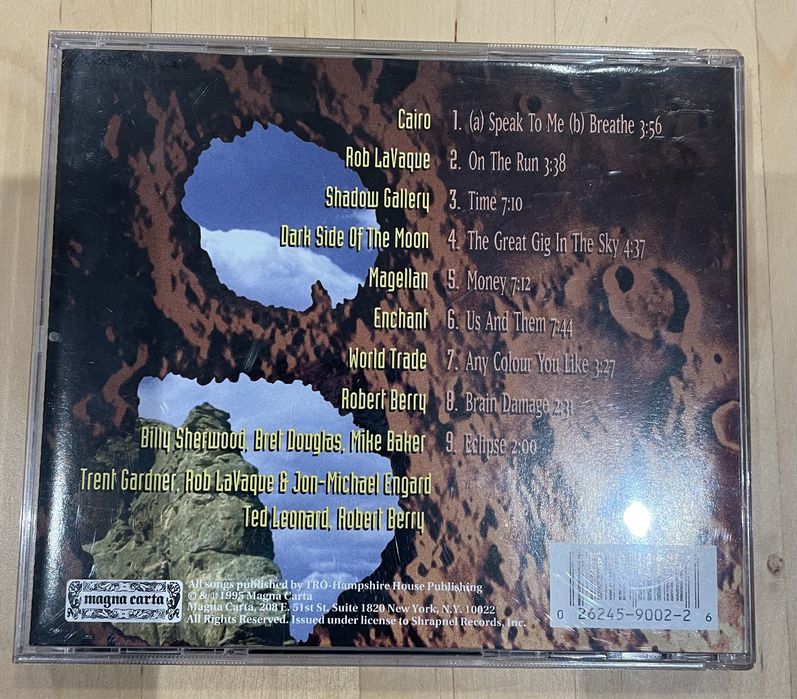 Cairo 1. (a) Speak To Me (b) Breathe 3:56
Rob LaVaque 2. On The Run 3:38
Shadow Gallery 3. Time 7:10
Dark Side Of The Moon 4. The Great Gig In The Sky 4:37
Magellan 5. Money 7:12
Enchant 6. Us And Them 7:44
World Trade 7. Any Colour You Like 3:27
Robert Berry 8. Brain Damage 2:31
Billy Sherwood, Bret Douglas, Mike Baker 9. Eclipse 2:00
Trent Gardner, Rob LaVaque & Jon-Michael Engard
Ted Leonard, Robert Berry
magna carta
All songs published by TRO-Hampshire House Publishing
© & ℗ 1995 Magna Carta
Magna Carta, 208 E. 51st St, Suite 1820 New York, N.Y. 10022
All Rights Reserved. Issued under license to Shrapnel Records, Inc.
0 26245-9002-2 6